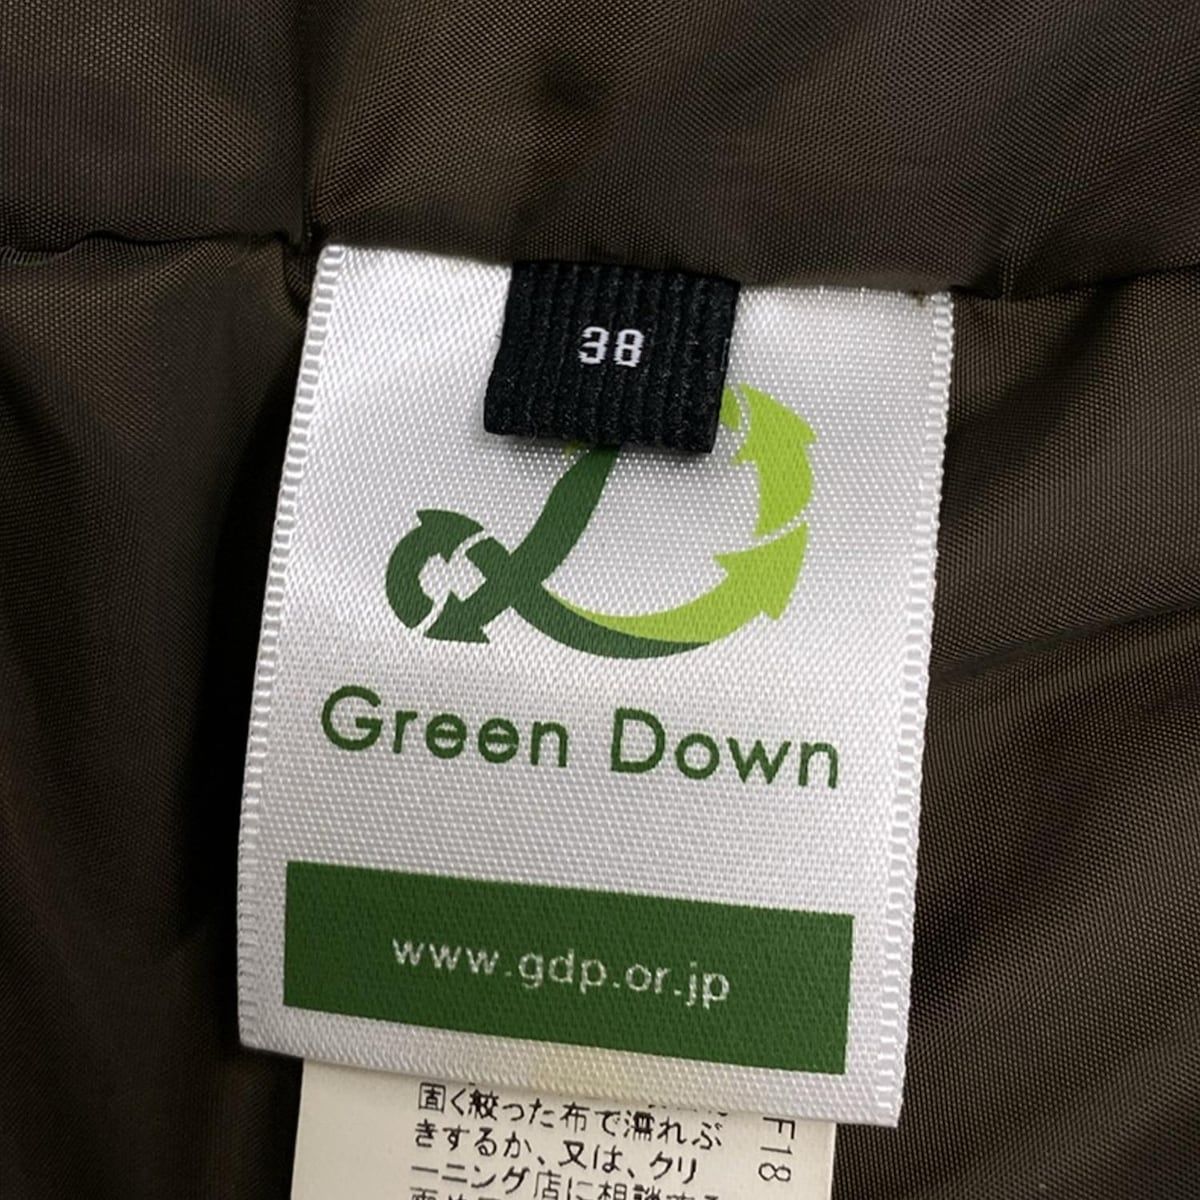 38
Green Down
www.gdp.or.jp
固く絞った布で濡れぶ
きするか、又は、クリ
ーニング店に相談する
F18